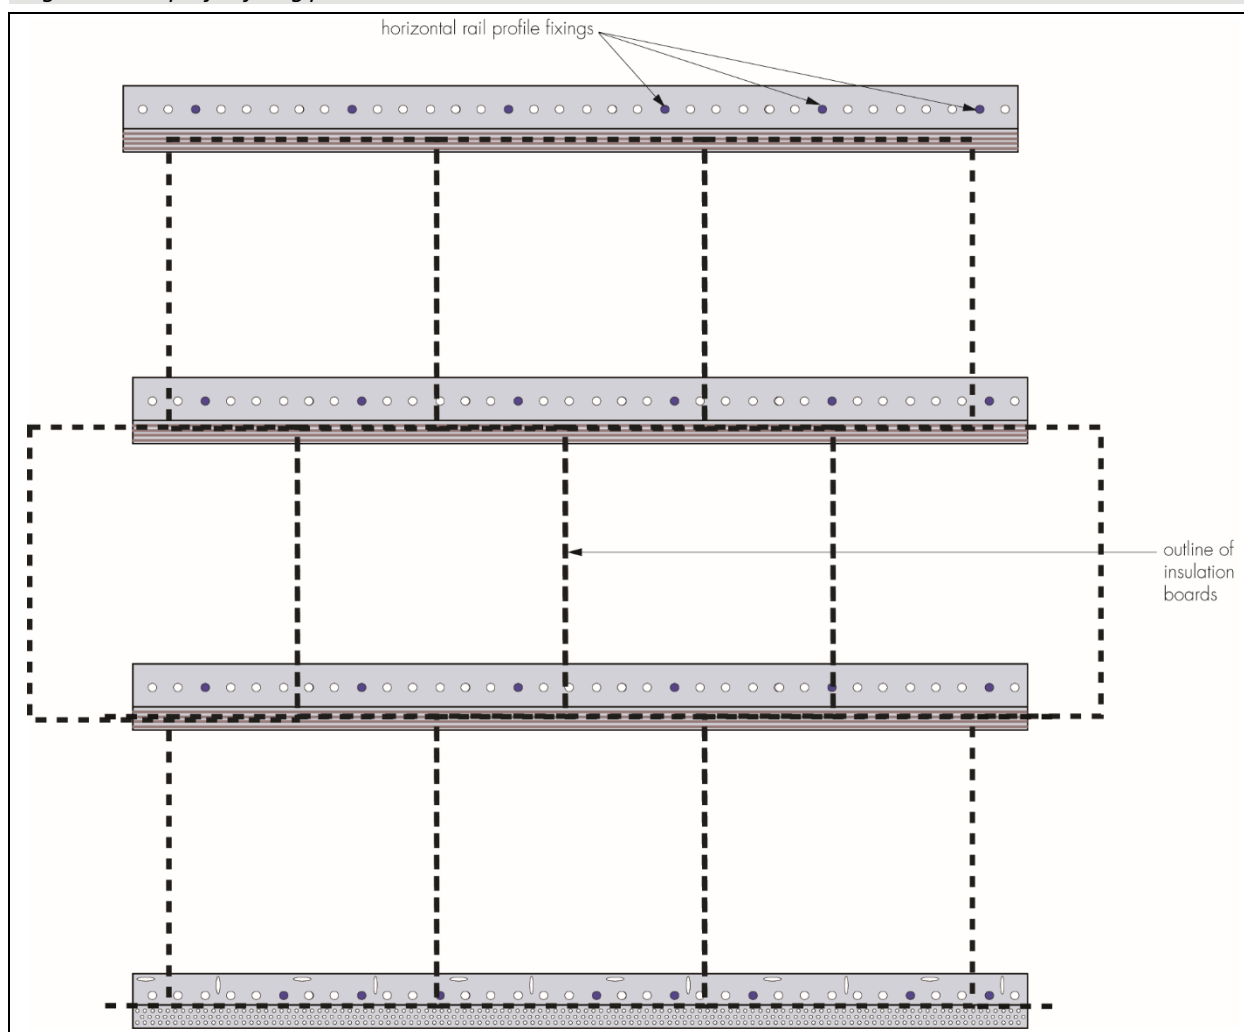 horizontal rail profile fixings
outline of
insulation
boards